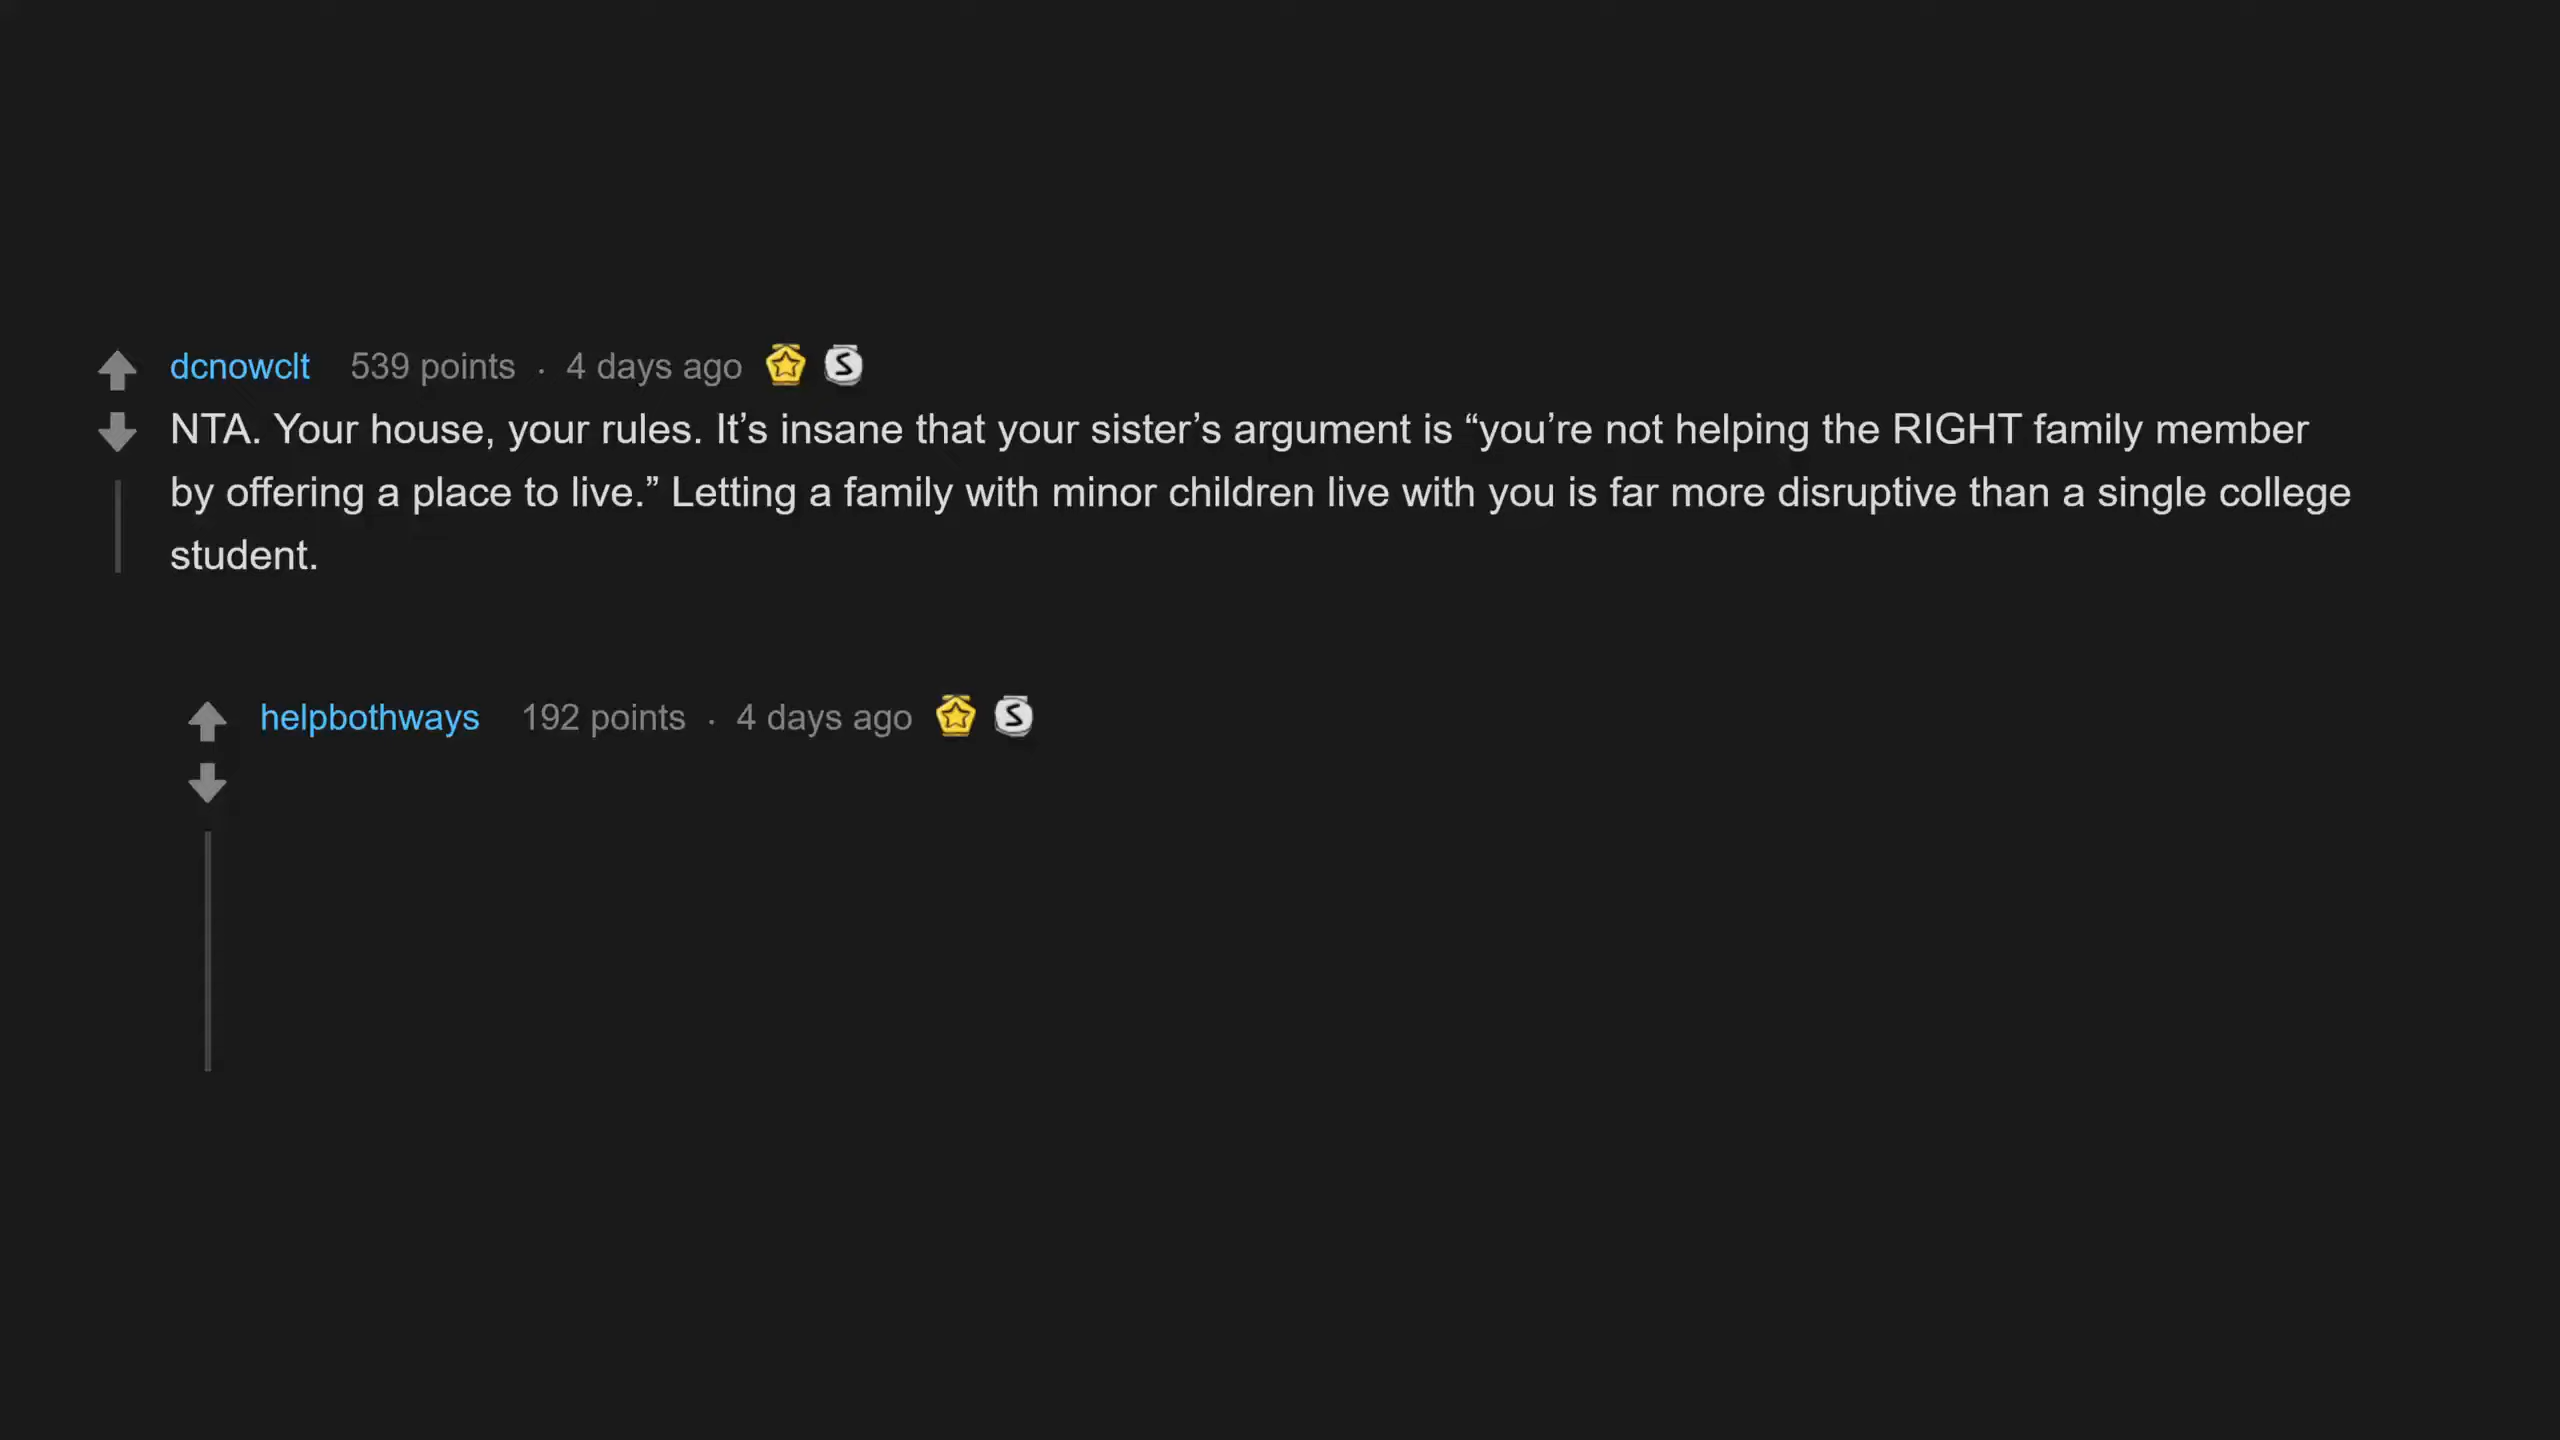 dcnowclt 539 points · 4 days ago S
NTA. Your house, your rules. It’s insane that your sister’s argument is “you’re not helping the RIGHT family member
by offering a place to live.” Letting a family with minor children live with you is far more disruptive than a single college
student.
helpbothways 192 points · 4 days ago S